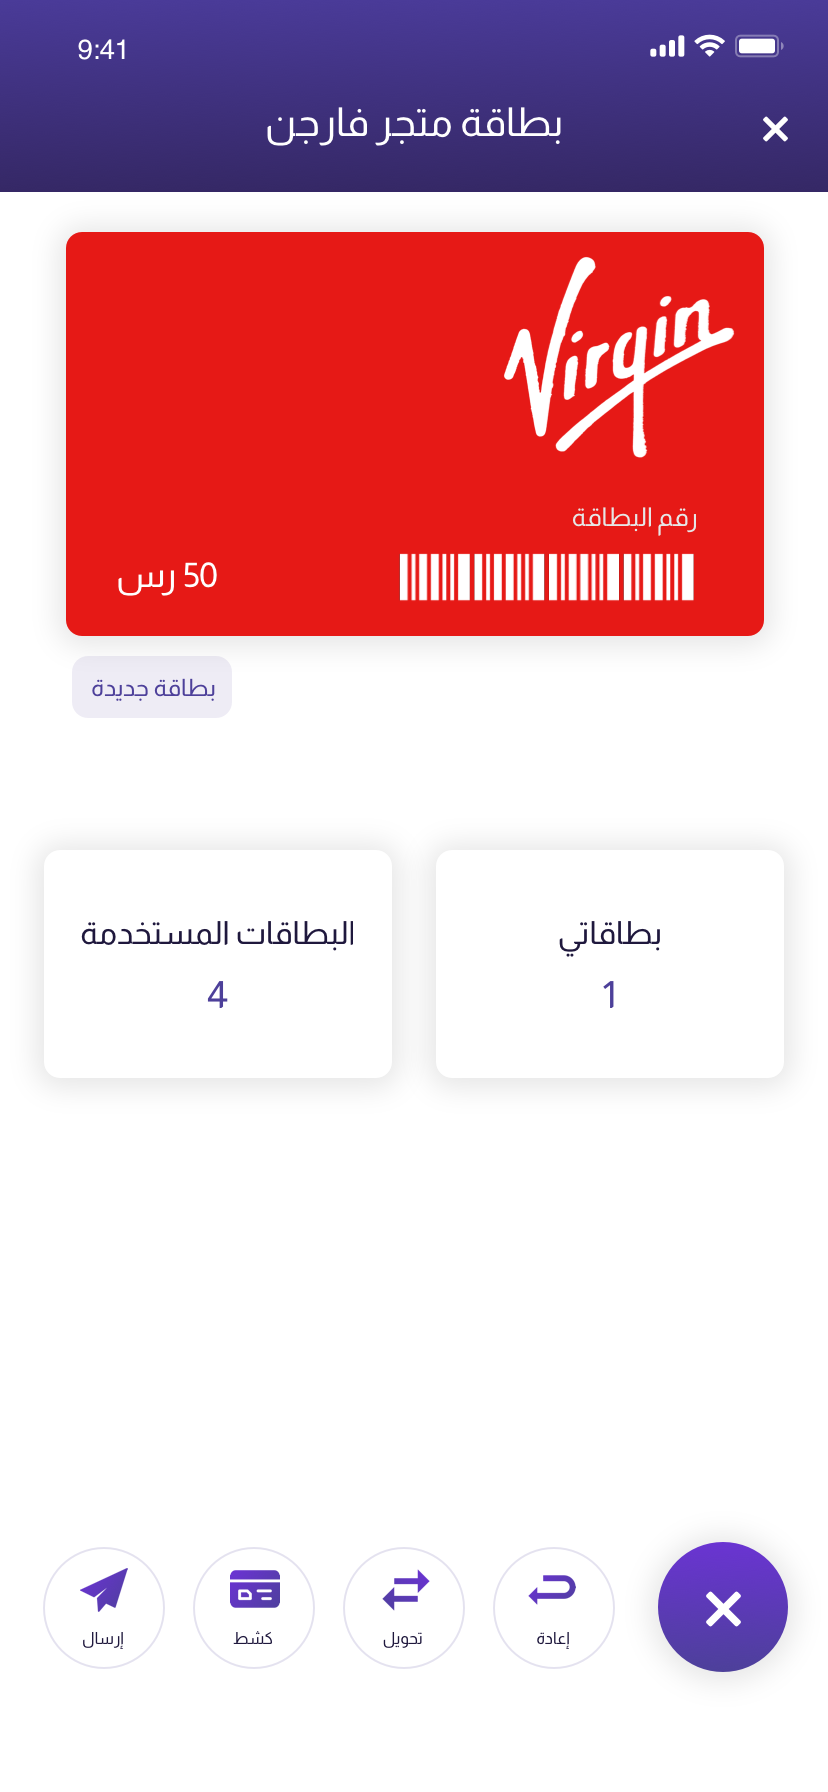 9:41
بطاقة متجر فارجن
Virgin
رقم البطاقة
50 رس
بطاقة جديدة
بطاقاتي
1
البطاقات المستخدمة
4
إعادة
تحويل
كشط
إرسال